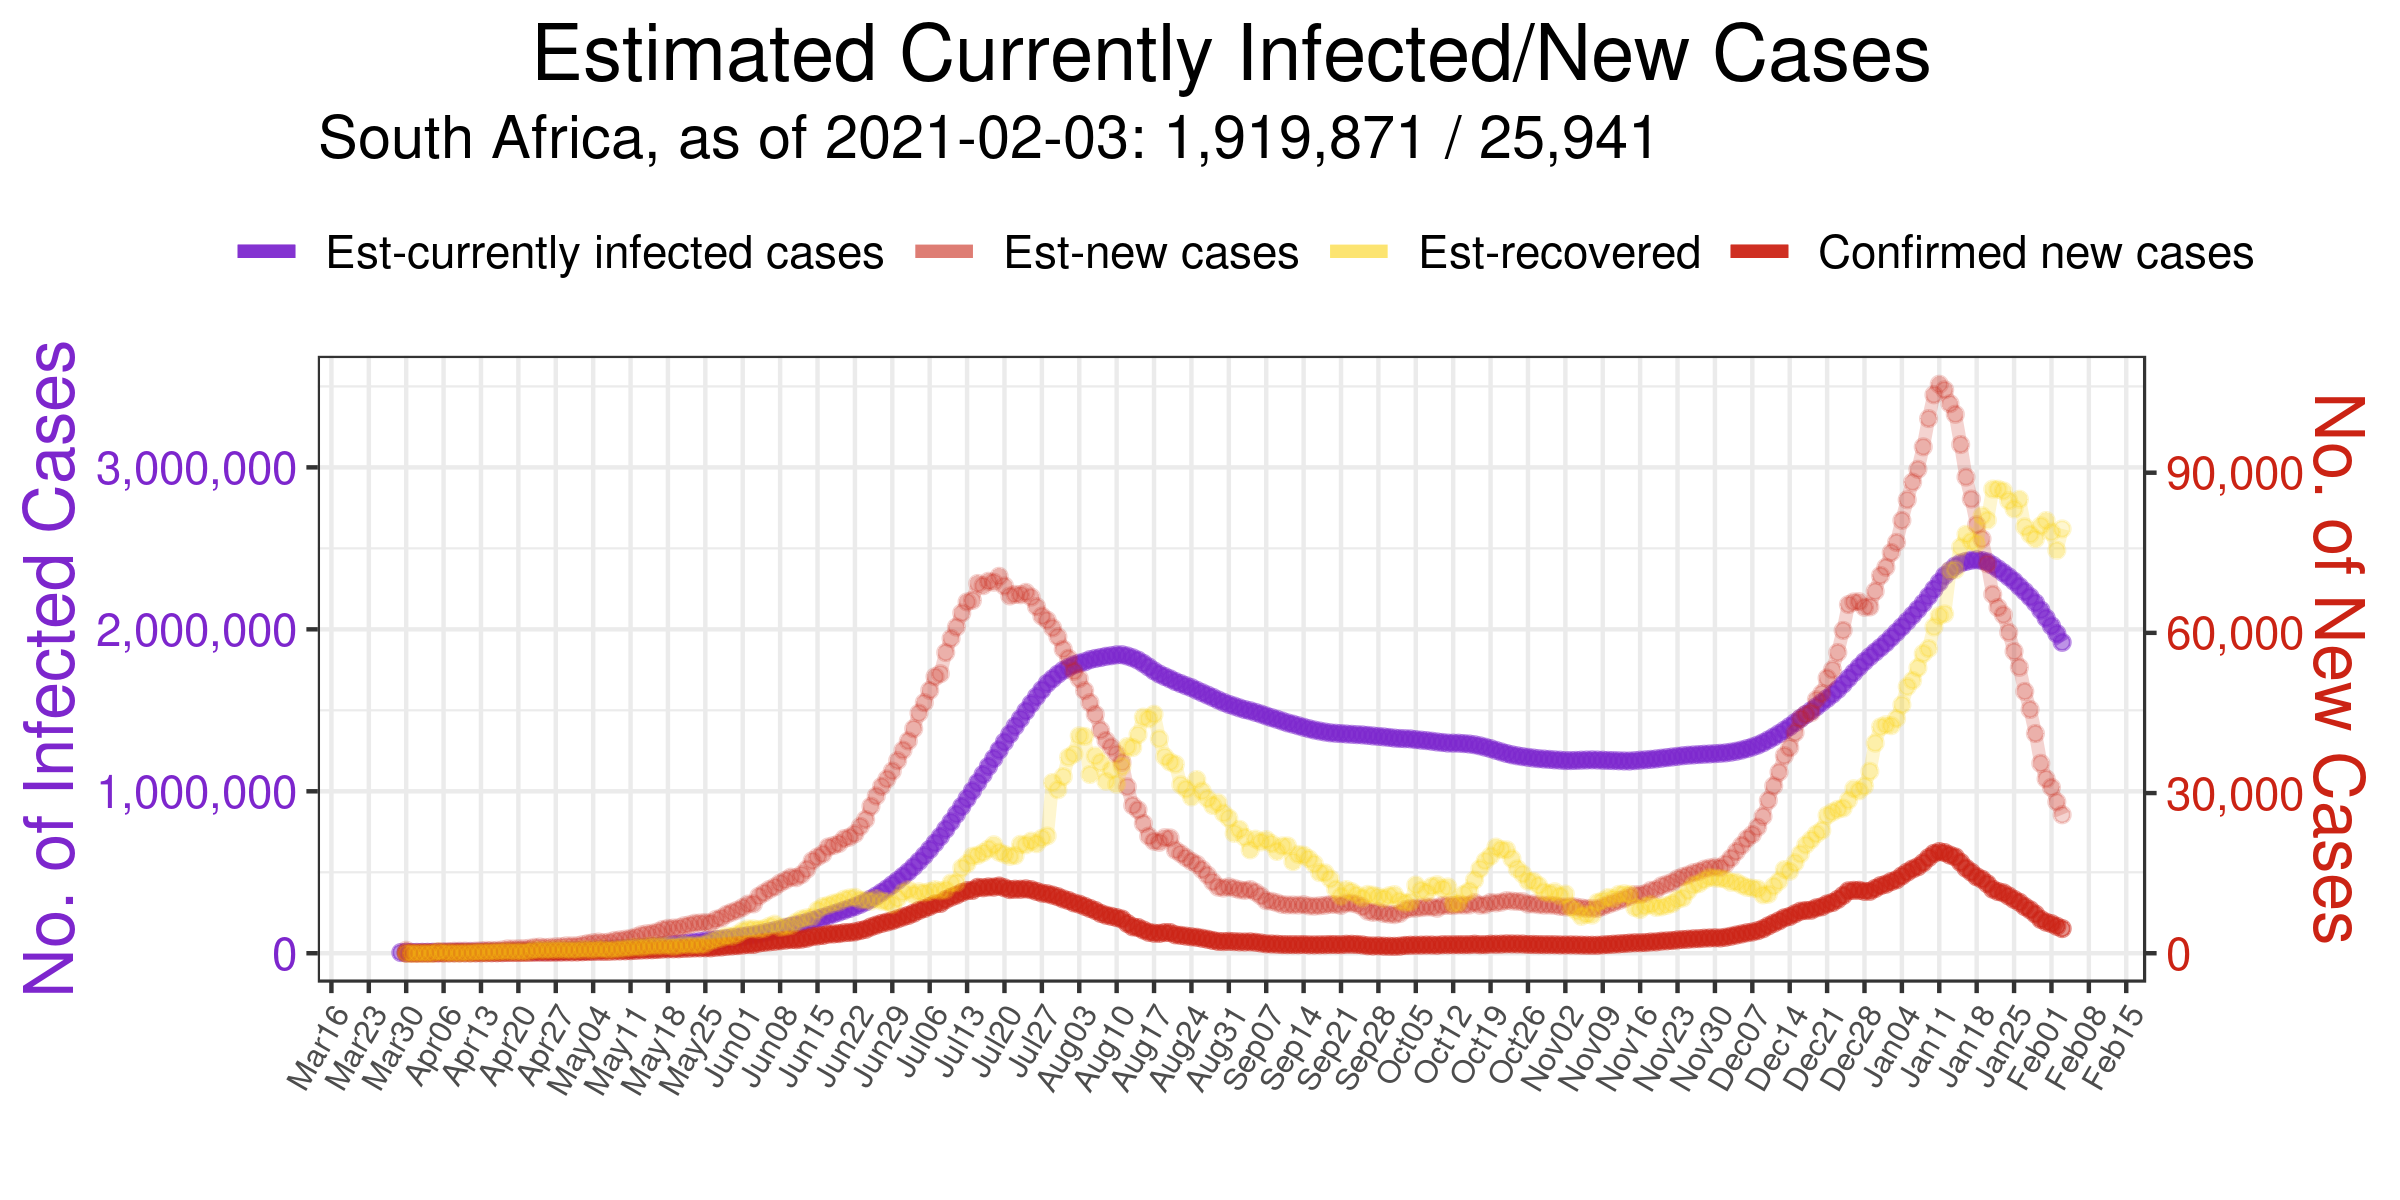 Estimated Currently Infected/New Cases
South Africa, as of 2021-02-03: 1,919,871 / 25,941
Est-currently infected cases
Est-new cases
Est-recovered
Confirmed new cases
No. of Infected Cases
3,000,000
2,000,000
1,000,000
0
90,000
60,000
30,000
0
No. of New Cases
Mar16
Mar23
Mar30
Apr06
Apr13
Apr20
Apr27
May04
May11
May18
May25
Jun01
Jun08
Jun15
Jun22
Jun29
Jul06
Jul13
Jul20
Jul27
Aug03
Aug10
Aug17
Aug24
Aug31
Sep07
Sep14
Sep21
Sep28
Oct05
Oct12
Oct19
Oct26
Nov02
Nov09
Nov16
Nov23
Nov30
Dec07
Dec14
Dec21
Dec28
Jan04
Jan11
Jan18
Jan25
Feb01
Feb08
Feb15